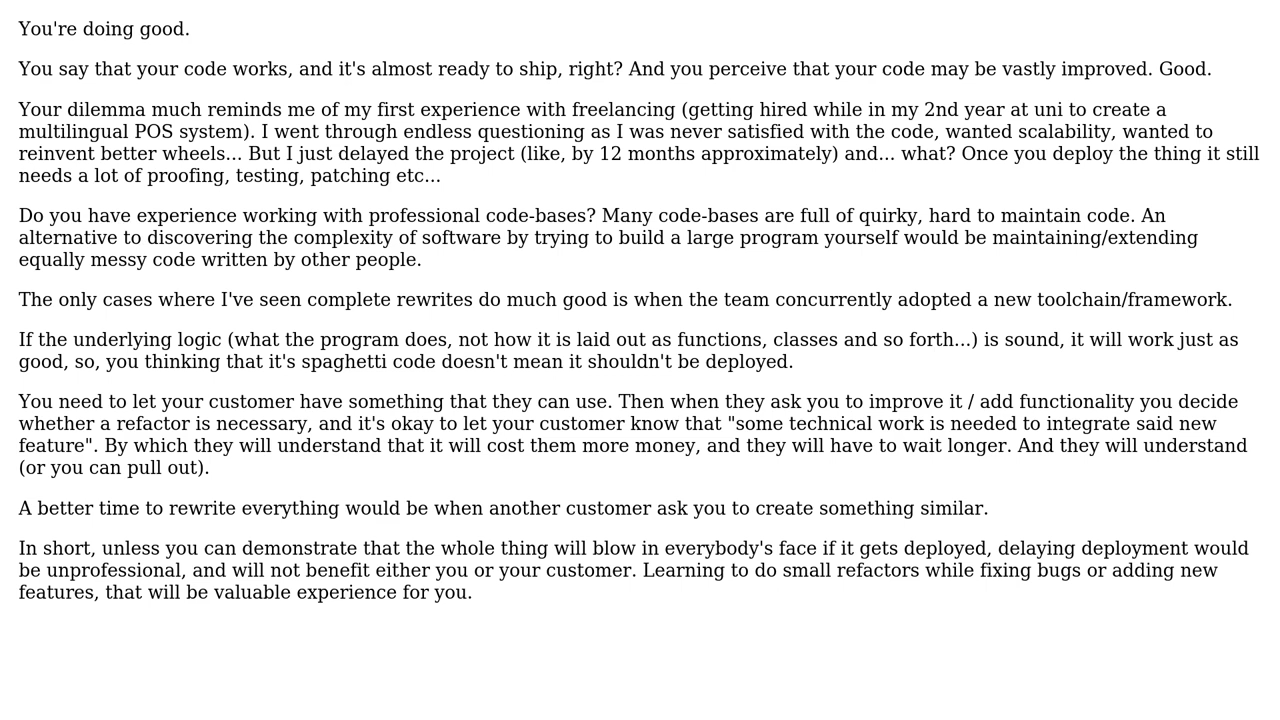 You're doing good.
You say that your code works, and it's almost ready to ship, right? And you perceive that your code may be vastly improved. Good.
Your dilemma much reminds me of my first experience with freelancing (getting hired while in my 2nd year at uni to create a
multilingual POS system). I went through endless questioning as I was never satisfied with the code, wanted scalability, wanted to
reinvent better wheels... But I just delayed the project (like, by 12 months approximately) and... what? Once you deploy the thing it still
needs a lot of proofing, testing, patching etc...
Do you have experience working with professional code-bases? Many code-bases are full of quirky, hard to maintain code. An
alternative to discovering the complexity of software by trying to build a large program yourself would be maintaining/extending
equally messy code written by other people.
The only cases where I've seen complete rewrites do much good is when the team concurrently adopted a new toolchain/framework.
If the underlying logic (what the program does, not how it is laid out as functions, classes and so forth...) is sound, it will work just as
good, so, you thinking that it's spaghetti code doesn't mean it shouldn't be deployed.
You need to let your customer have something that they can use. Then when they ask you to improve it / add functionality you decide
whether a refactor is necessary, and it's okay to let your customer know that "some technical work is needed to integrate said new
feature". By which they will understand that it will cost them more money, and they will have to wait longer. And they will understand
(or you can pull out).
A better time to rewrite everything would be when another customer ask you to create something similar.
In short, unless you can demonstrate that the whole thing will blow in everybody's face if it gets deployed, delaying deployment would
be unprofessional, and will not benefit either you or your customer. Learning to do small refactors while fixing bugs or adding new
features, that will be valuable experience for you.